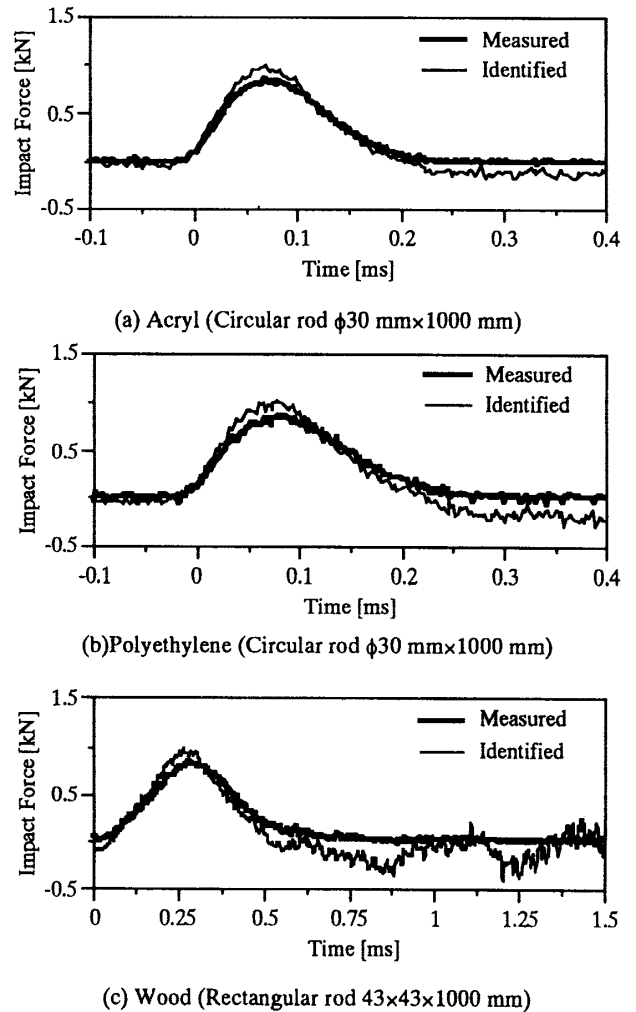 1.5
Impact Force [kN]
0.5
-0.5
Measured
Identified
-0.1 0 0.1 0.2 0.3 0.4
Time [ms]
(a) Acryl (Circular rod ϕ30 mm×1000 mm)
1.5
Impact Force [kN]
0.5
-0.5
Measured
Identified
-0.1 0 0.1 0.2 0.3 0.4
Time [ms]
(b)Polyethylene (Circular rod ϕ30 mm×1000 mm)
1.5
Impact Force [kN]
0.5
-0.5
Measured
Identified
0 0.25 0.5 0.75 1 1.25 1.5
Time [ms]
(c) Wood (Rectangular rod 43×43×1000 mm)